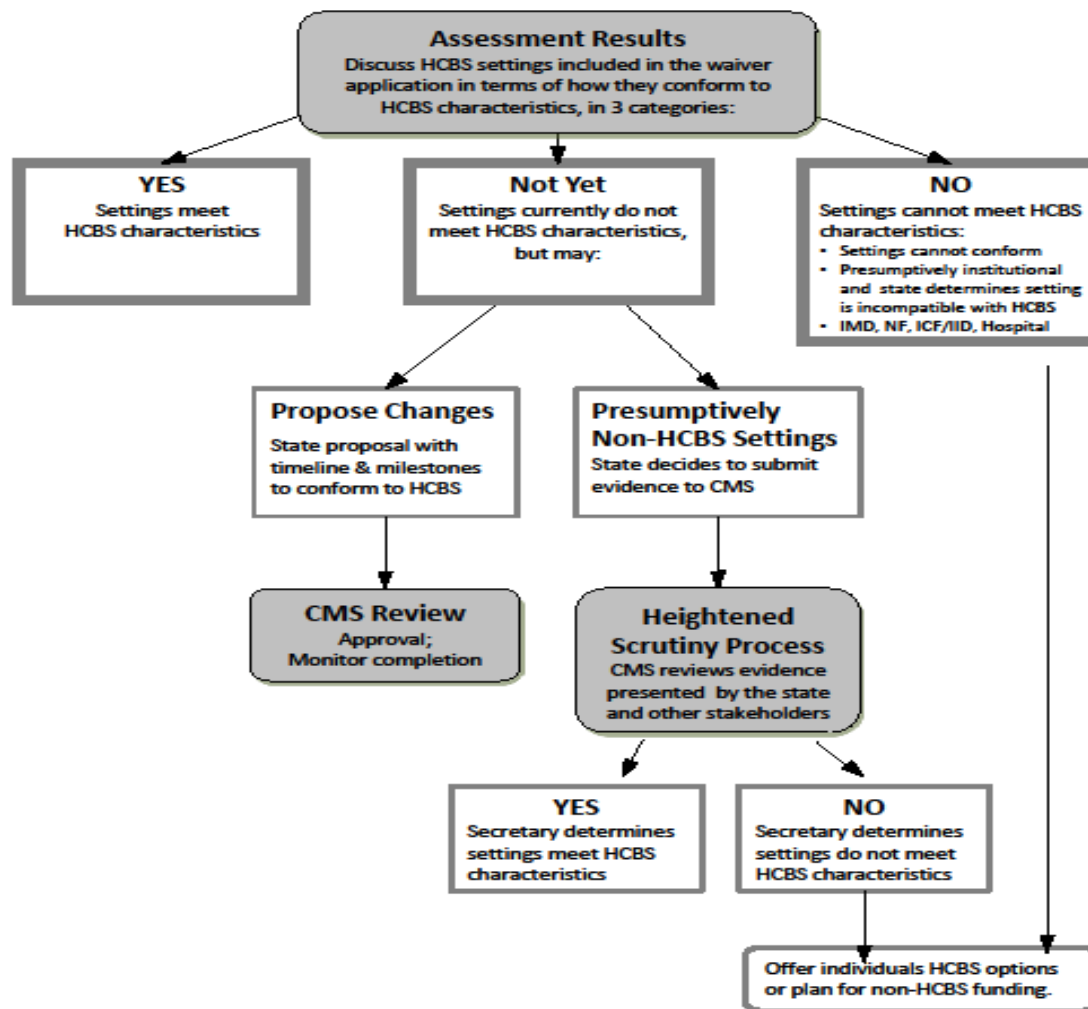 Assessment Results
Discuss HCBS settings included in the waiver
application in terms of how they conform to
HCBS characteristics, in 3 categories:
YES
Settings meet
HCBS characteristics
Not Yet
Settings currently do not
meet HCBS characteristics,
but may:
NO
Settings cannot meet HCBS
characteristics:
• Settings cannot conform
• Presumptively institutional
and state determines setting
is incompatible with HCBS
• IMD, NF, ICF/IID, Hospital
Propose Changes
State proposal with
timeline & milestones
to conform to HCBS
Presumptively
Non-HCBS Settings
State decides to submit
evidence to CMS
CMS Review
Approval;
Monitor completion
Heightened
Scrutiny Process
CMS reviews evidence
presented by the state
and other stakeholders
YES
Secretary determines
settings meet HCBS
characteristics
NO
Secretary determines
settings do not meet
HCBS characteristics
Offer individuals HCBS options
or plan for non-HCBS funding.